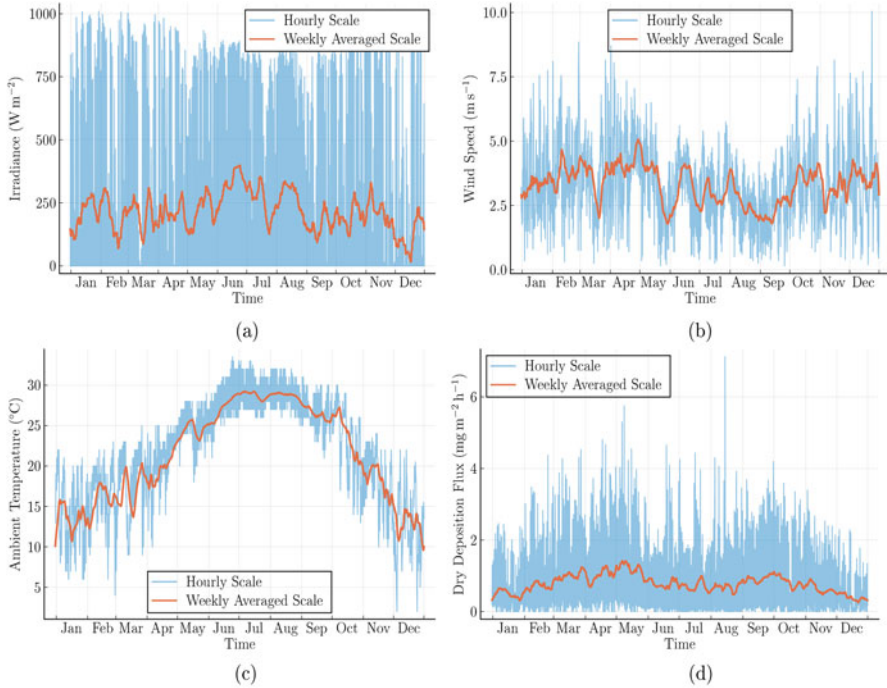 Irradiance (W m−2)
1000
750
500
250
0
Hourly Scale
Weekly Averaged Scale
Jan Feb Mar Apr May Jun Jul Aug Sep Oct Nov Dec
Time
(a)
Wind Speed (m s−1)
10.0
7.5
5.0
2.5
0.0
Hourly Scale
Weekly Averaged Scale
Jan Feb Mar Apr May Jun Jul Aug Sep Oct Nov Dec
Time
(b)
Ambient Temperature (°C)
30
25
20
15
10
5
Hourly Scale
Weekly Averaged Scale
Jan Feb Mar Apr May Jun Jul Aug Sep Oct Nov Dec
Time
(c)
Dry Deposition Flux (mg m−2 h−1)
6
4
2
0
Hourly Scale
Weekly Averaged Scale
Jan Feb Mar Apr May Jun Jul Aug Sep Oct Nov Dec
Time
(d)